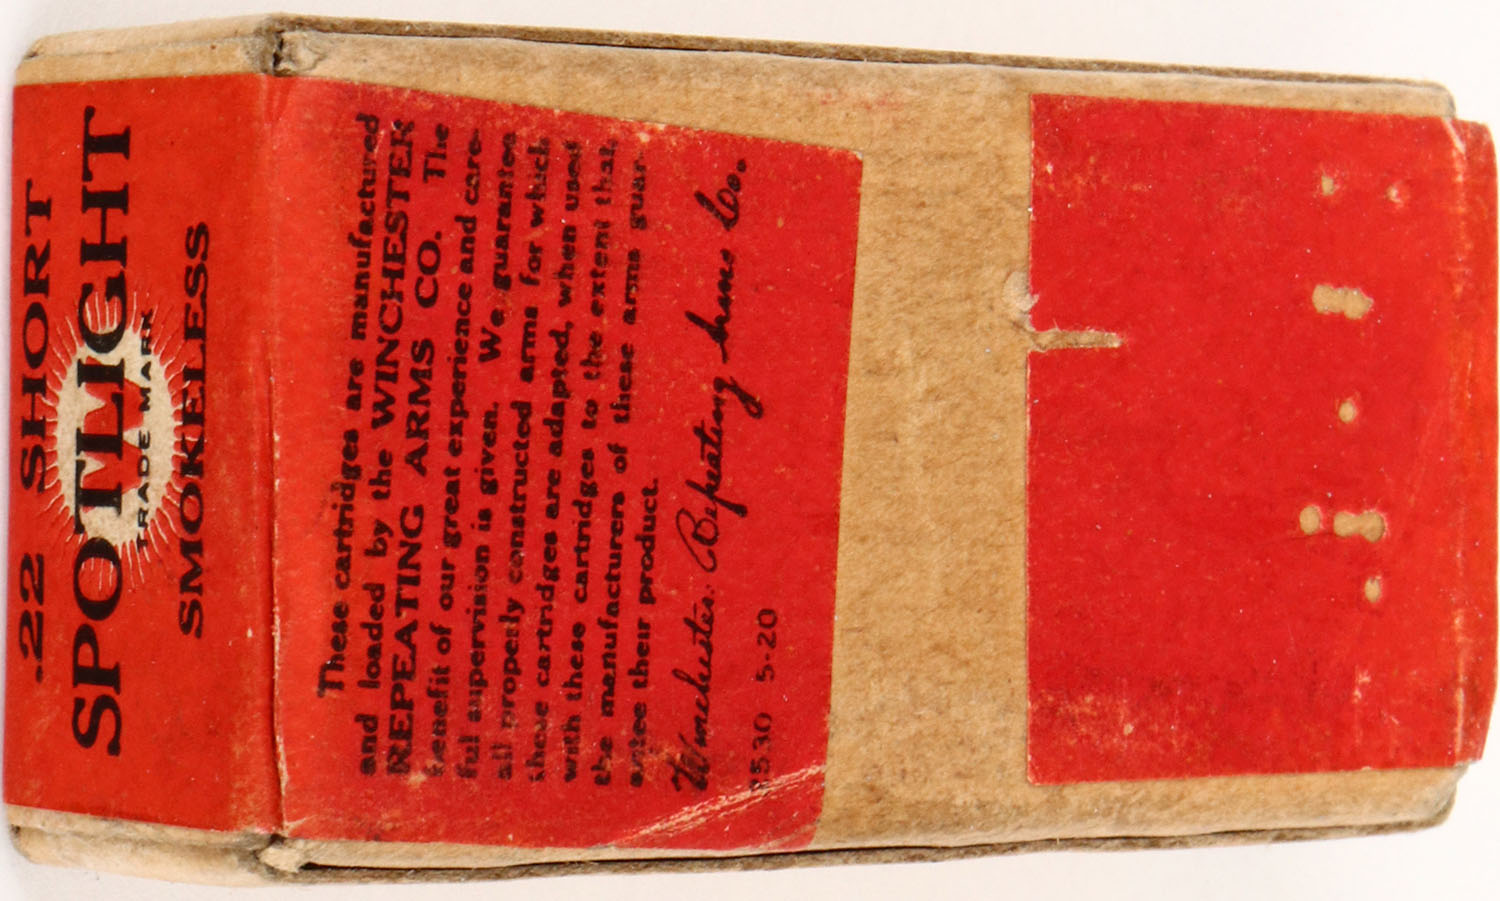 .22 SHORT
SPOTLIGHT
TRADE MARK
SMOKELESS
These cartridges are manufactured
and loaded by the WINCHESTER
REPEATING ARMS CO. The
benefit of our great experience and care-
ful supervision is given. We guarantee
all properly constructed arms for which
these cartridges are adapted, when used
with these cartridges to the extent that
the manufacturers of these arms guar-
antee their product.
Winchester Repeating Arms Co.
530 5-20